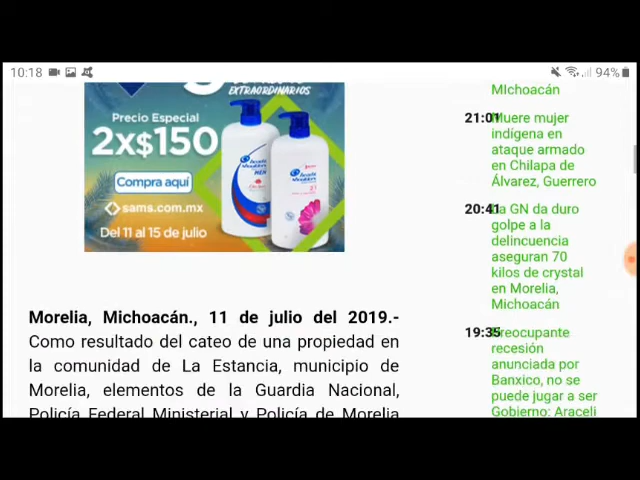 10:18
94%
EXTRAORDINARIOS
Precio Especial
2x$150
Compra aquí
sams.com.mx
Del 11 al 15 de julio
head &
shoulders
MEN
head &
shoulders
Morelia, Michoacán., 11 de julio del 2019.-
Como resultado del cateo de una propiedad en
la comunidad de La Estancia, municipio de
Morelia, elementos de la Guardia Nacional,
Policía Federal Ministerial y Policía de Morelia
MIchoacán
21:01 Muere mujer
indígena en
ataque armado
en Chilapa de
Álvarez, Guerrero
20:41 La GN da duro
golpe a la
delincuencia
aseguran 70
kilos de crystal
en Morelia,
Michoacán
19:35 Preocupante
recesión
anunciada por
Banxico, no se
puede jugar a ser
Gobierno: Araceli